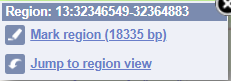 Region: 13:32346549-32364883
Mark region (18335 bp)
Jump to region view